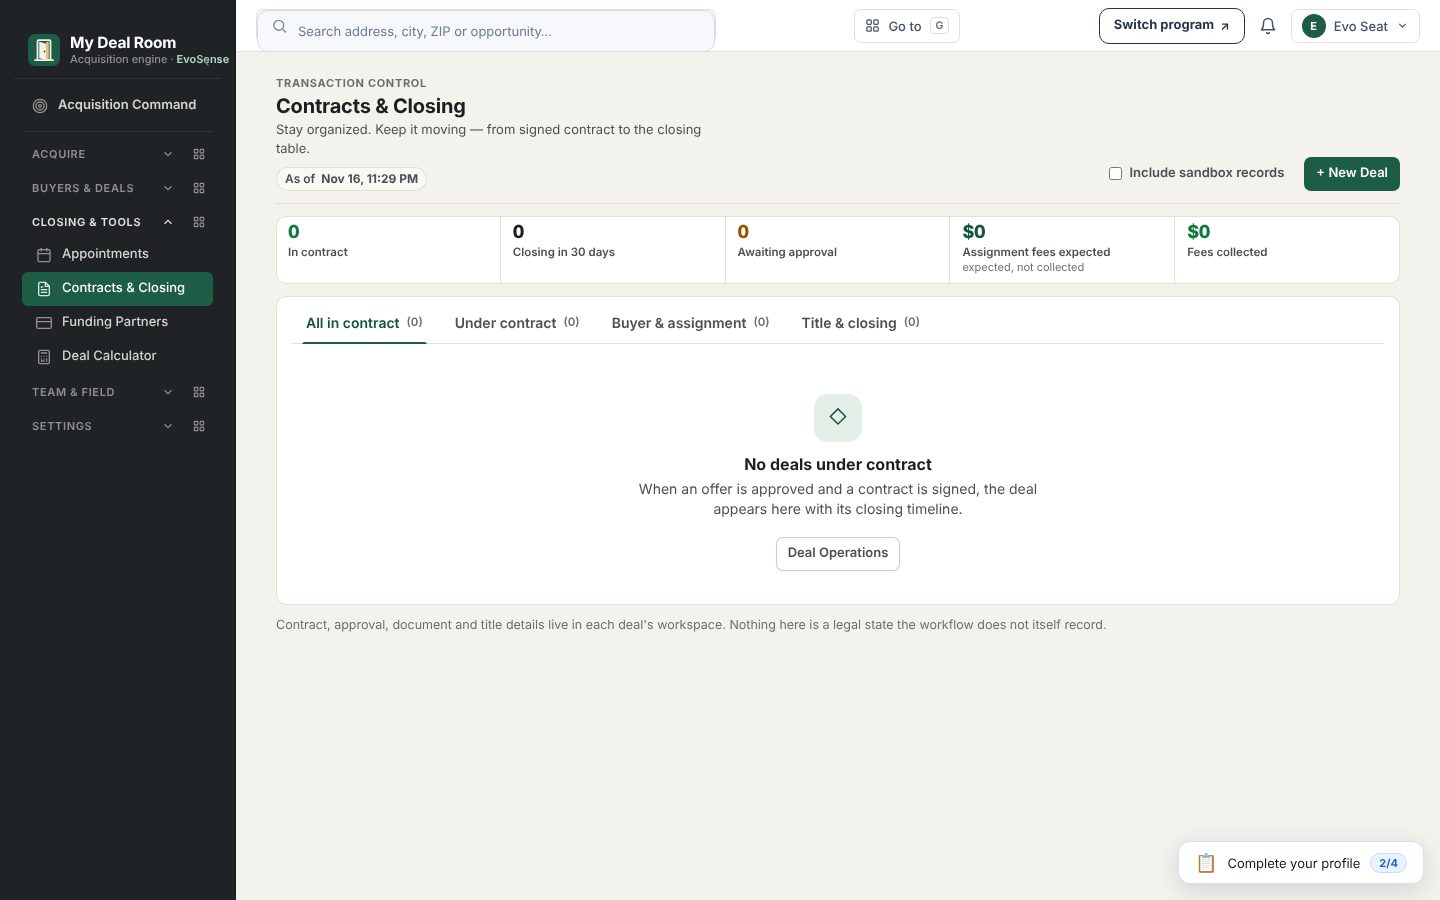 My Deal Room
Acquisition engine · EvoSense
Acquisition Command
ACQUIRE
BUYERS & DEALS
CLOSING & TOOLS
Appointments
Contracts & Closing
Funding Partners
Deal Calculator
TEAM & FIELD
SETTINGS
Search address, city, ZIP or opportunity...
Go to G
Switch program ↗
E Evo Seat
TRANSACTION CONTROL
Contracts & Closing
Stay organized. Keep it moving — from signed contract to the closing
table.
As of Nov 16, 11:29 PM
Include sandbox records
+ New Deal
0
In contract
0
Closing in 30 days
0
Awaiting approval
$0
Assignment fees expected
expected, not collected
$0
Fees collected
All in contract (0)
Under contract (0)
Buyer & assignment (0)
Title & closing (0)
No deals under contract
When an offer is approved and a contract is signed, the deal
appears here with its closing timeline.
Deal Operations
Contract, approval, document and title details live in each deal's workspace. Nothing here is a legal state the workflow does not itself record.
Complete your profile 2/4